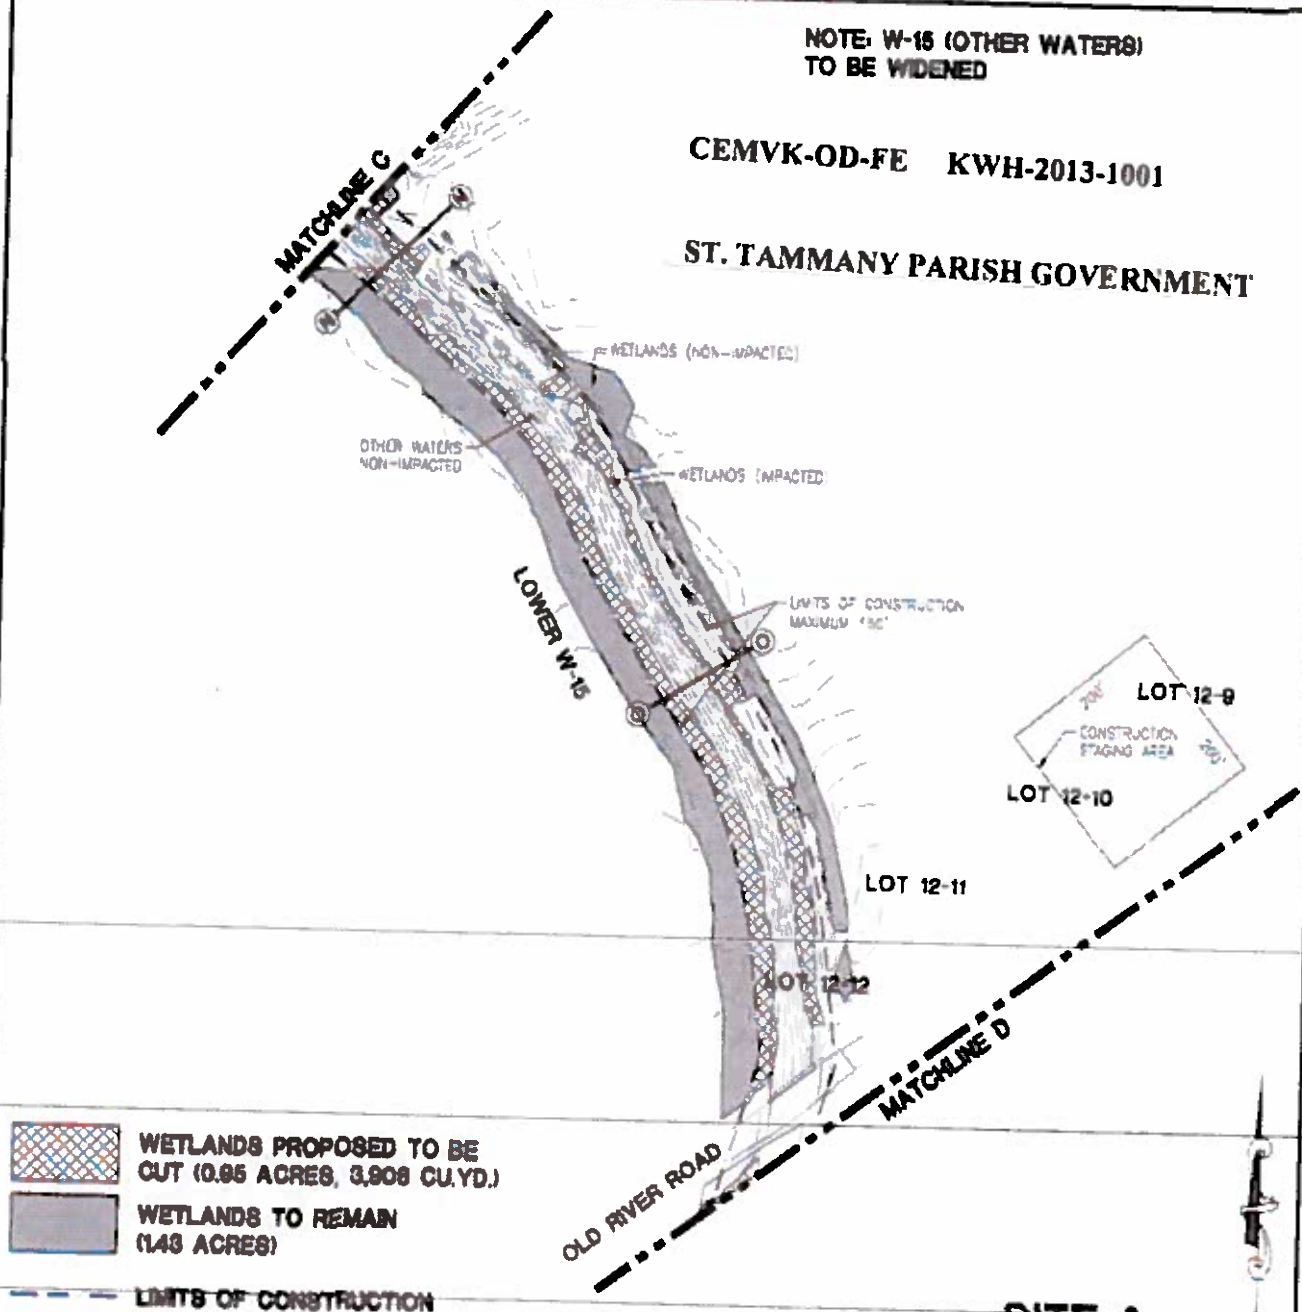 NOTE: W-15 (OTHER WATERS)
TO BE WIDENED
CEMVK-OD-FE KWH-2013-1001
ST. TAMMANY PARISH GOVERNMENT
MATCHLINE C
N
N
WETLANDS (NON-IMPACTED)
OTHER WATERS
NON-IMPACTED
WETLANDS (IMPACTED)
LOWER W-15
LIMITS OF CONSTRUCTION
MAXIMUM
O
O
LOT 12-9
200'
CONSTRUCTION
STAGING AREA
LOT 12-10
LOT 12-11
LOT 12-12
MATCHLINE D
OLD RIVER ROAD
WETLANDS PROPOSED TO BE
CUT (0.95 ACRES, 3,908 CU.YD.)
WETLANDS TO REMAIN
(1.43 ACRES)
LIMITS OF CONSTRUCTION